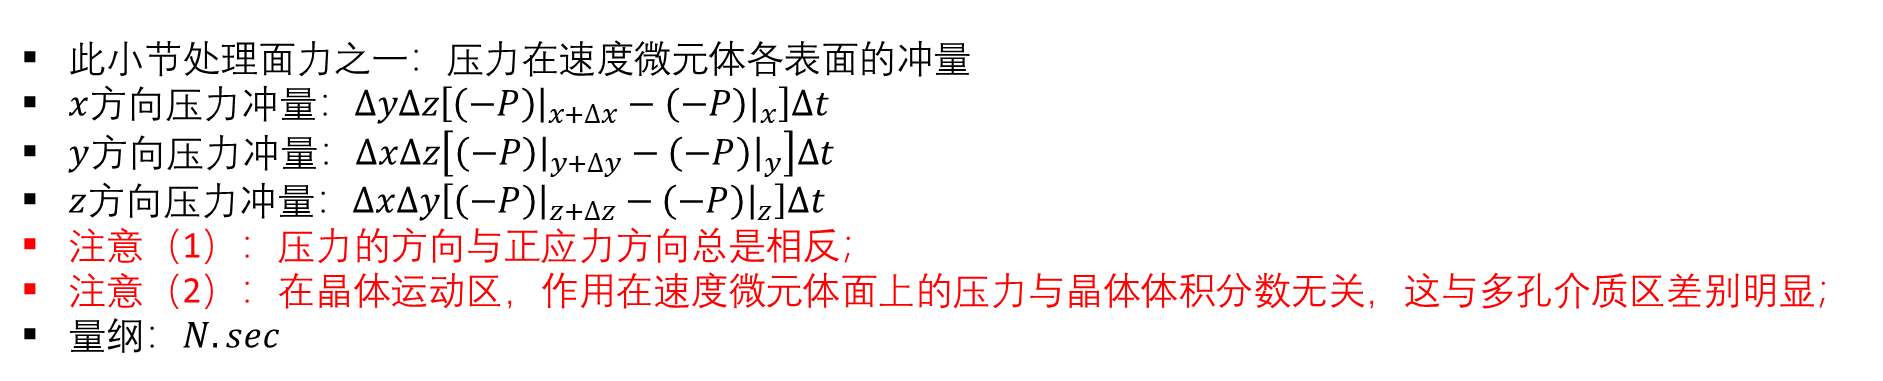 ▪ 此小节处理面力之一：压力在速度微元体各表面的冲量
▪ x方向压力冲量：ΔyΔz[(−P)|ₓ₊Δₓ − (−P)|ₓ]Δt
▪ y方向压力冲量：ΔxΔz[(−P)|_{y+Δy} − (−P)|_y]Δt
▪ z方向压力冲量：ΔxΔy[(−P)|_{z+Δz} − (−P)|_z]Δt
▪ 注意（1）：压力的方向与正应力方向总是相反；
▪ 注意（2）：在晶体运动区，作用在速度微元体面上的压力与晶体体积分数无关，这与多孔介质区差别明显；
▪ 量纲：N.sec